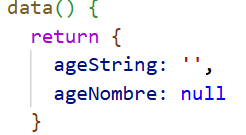 data() {
return {
ageString: '',
ageNombre: null
}